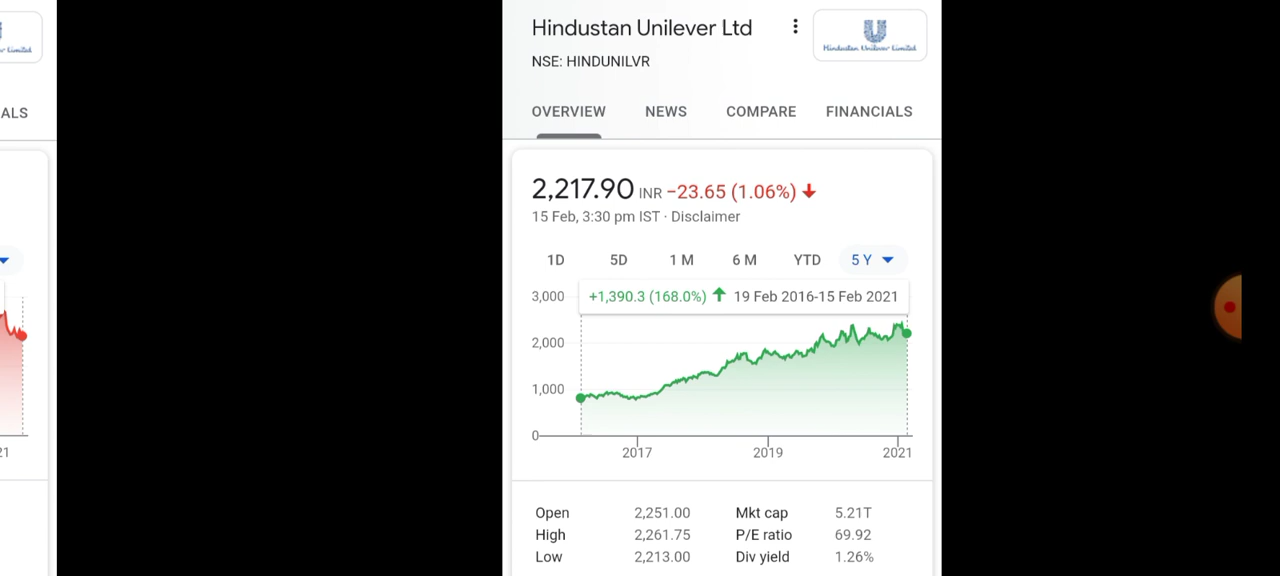 r Limited
ALS
21
Hindustan Unilever Ltd
Hindustan Unilever Limited
NSE: HINDUNILVR
OVERVIEW NEWS COMPARE FINANCIALS
2,217.90 INR −23.65 (1.06%)
15 Feb, 3:30 pm IST · Disclaimer
1D 5D 1 M 6 M YTD 5 Y
3,000 +1,390.3 (168.0%) 19 Feb 2016-15 Feb 2021
2,000
1,000
0
2017 2019 2021
Open 2,251.00 Mkt cap 5.21T
High 2,261.75 P/E ratio 69.92
Low 2,213.00 Div yield 1.26%